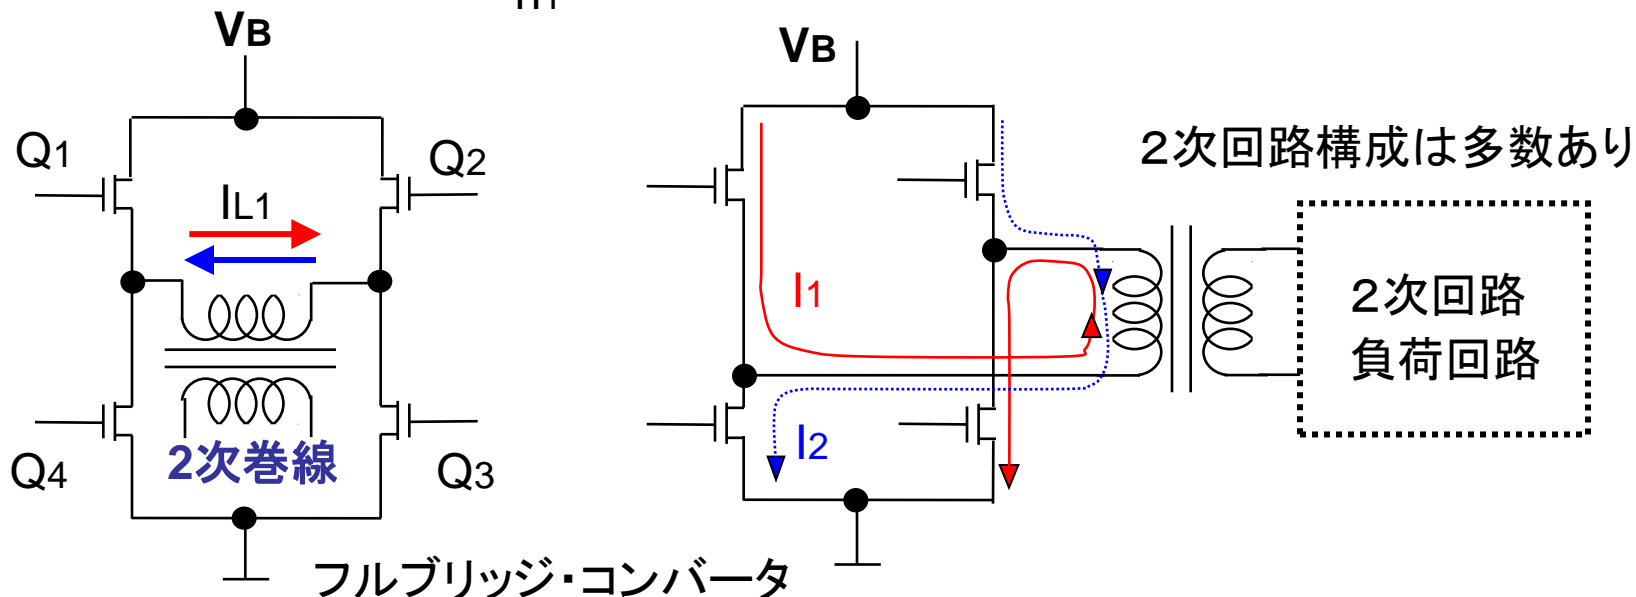 VB
VB
Q1
Q2
IL1
2次巻線
Q4
Q3
I1
I2
２次回路構成は多数あり
２次回路
負荷回路
フルブリッジ・コンバータ